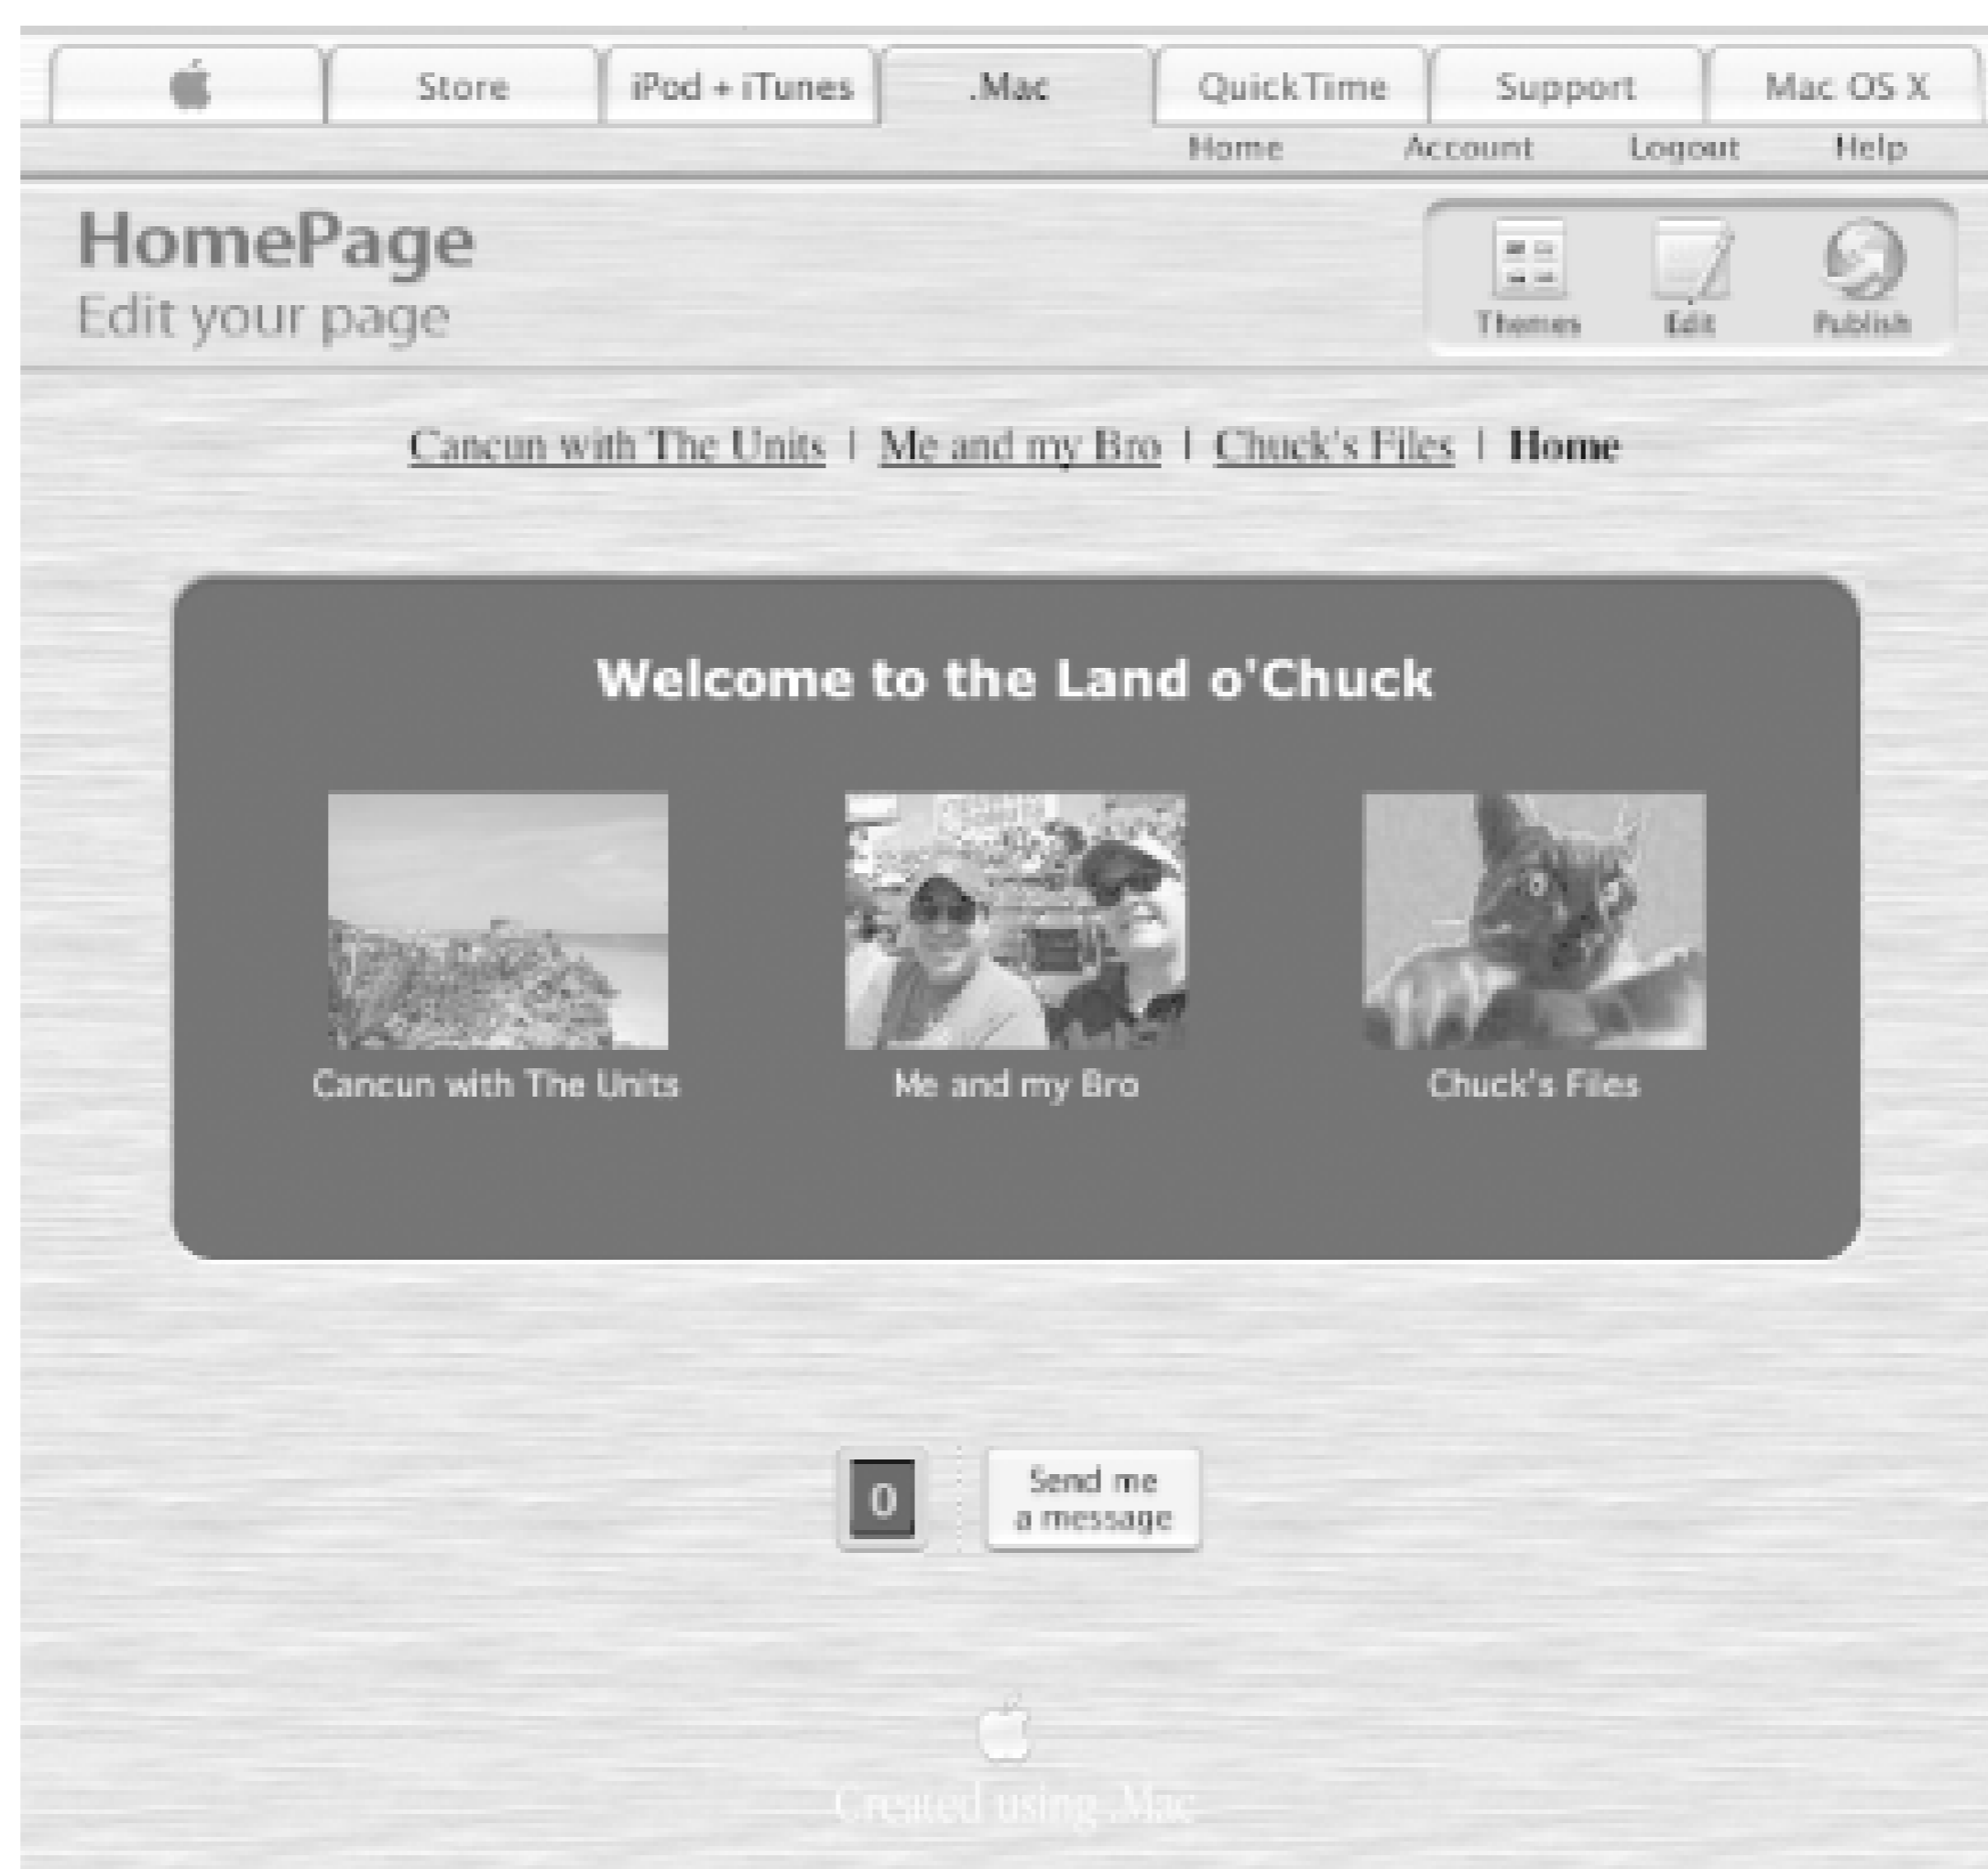 Store iPod + iTunes .Mac QuickTime Support Mac OS X
Home Account Logout Help
HomePage
Edit your page
Themes Edit Publish
Cancun with The Units | Me and my Bro | Chuck's Files | Home
Welcome to the Land o'Chuck
Cancun with The Units Me and my Bro Chuck's Files
0
Send me
a message
Created using .Mac